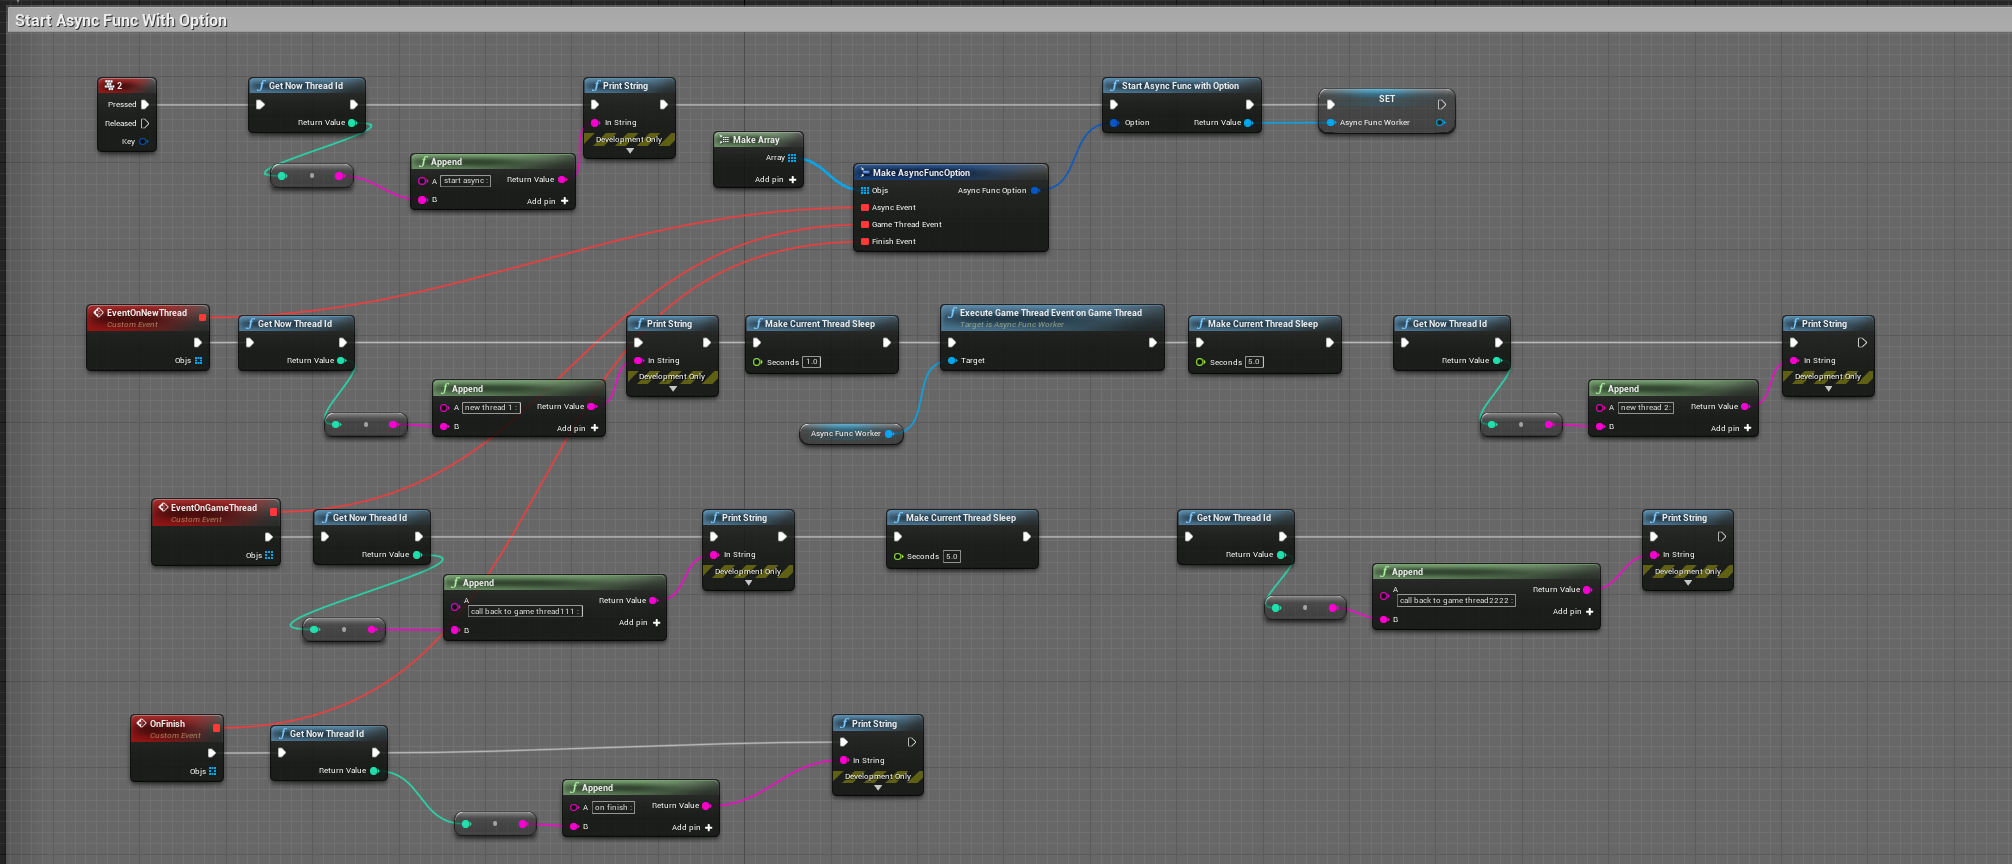 Start Async Func With Option
2
Pressed
Released
Key
Get Now Thread Id
Return Value
Append
A start async :
Return Value
B
Add pin
Print String
In String
Development Only
Make Array
Array
Add pin
Make AsyncFuncOption
Objs
Async Func Option
Async Event
Game Thread Event
Finish Event
Start Async Func with Option
Option
Return Value
SET
Async Func Worker
EventOnNewThread
Custom Event
Objs
Get Now Thread Id
Return Value
Append
A new thread 1 :
Return Value
B
Add pin
Print String
In String
Development Only
Make Current Thread Sleep
Seconds 1.0
Async Func Worker
Execute Game Thread Event on Game Thread
Target is Async Func Worker
Target
Make Current Thread Sleep
Seconds 5.0
Get Now Thread Id
Return Value
Append
A new thread 2:
Return Value
B
Add pin
Print String
In String
Development Only
EventOnGameThread
Custom Event
Objs
Get Now Thread Id
Return Value
Append
A
call back to game thread111 :
Return Value
Add pin
B
Print String
In String
Development Only
Make Current Thread Sleep
Seconds 5.0
Get Now Thread Id
Return Value
Append
A
call back to game thread2222 :
Return Value
Add pin
B
Print String
In String
Development Only
OnFinish
Custom Event
Objs
Get Now Thread Id
Return Value
Append
A on finish :
Return Value
B
Add pin
Print String
In String
Development Only